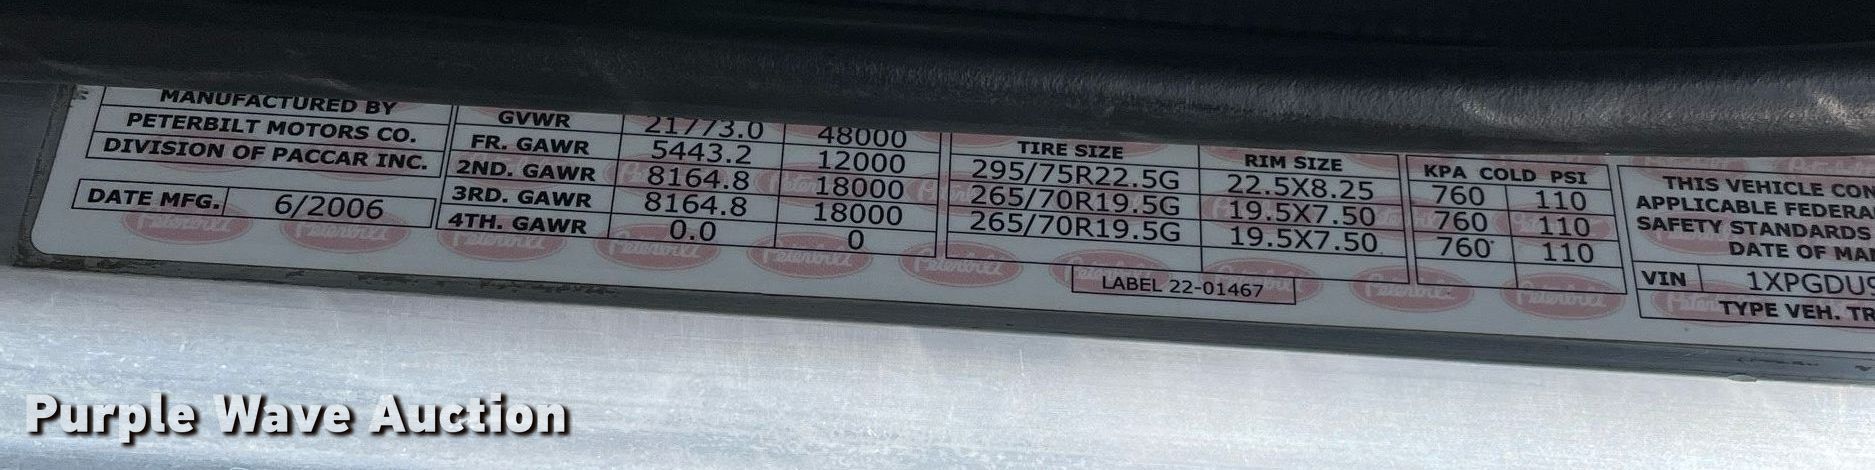 MANUFACTURED BY
PETERBILT MOTORS CO.
DIVISION OF PACCAR INC.
DATE MFG. 6/2006
GVWR 21773.0 48000
FR. GAWR 5443.2 12000
2ND. GAWR 8164.8 18000
3RD. GAWR 8164.8 18000
4TH. GAWR 0.0 0
TIRE SIZE RIM SIZE KPA COLD PSI
295/75R22.5G 22.5X8.25 760 110
265/70R19.5G 19.5X7.50 760 110
265/70R19.5G 19.5X7.50 760 110
LABEL 22-01467
THIS VEHICLE CON
APPLICABLE FEDERA
SAFETY STANDARDS
DATE OF MA
VIN 1XPGDU9
TYPE VEH. TR
Peterbilt
Purple Wave Auction